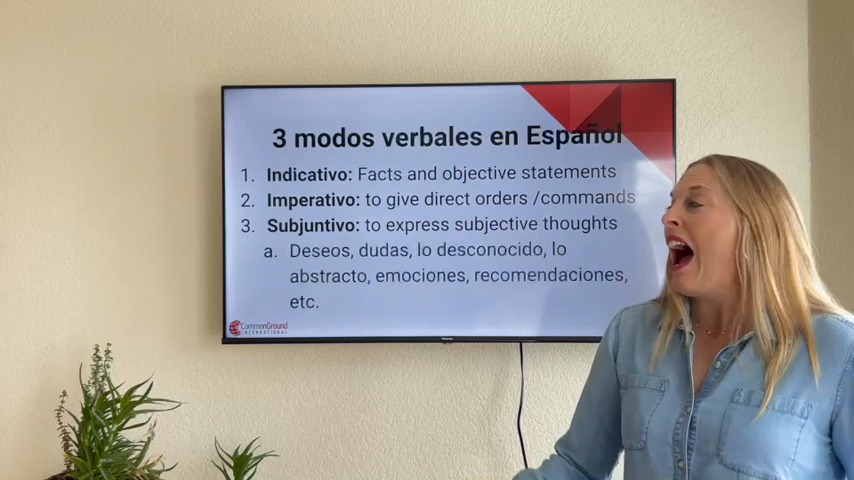 3 modos verbales en Español
1. Indicativo: Facts and objective statements
2. Imperativo: to give direct orders /commands
3. Subjuntivo: to express subjective thoughts
a. Deseos, dudas, lo desconocido, lo
abstracto, emociones, recomendaciones,
etc.
CommonGround
INTERNATIONAL